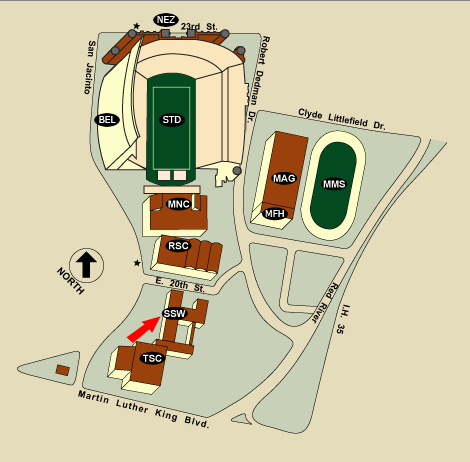 NEZ
23rd St.
San Jacinto
Robert Dedman Dr.
BEL
STD
Clyde Littlefield Dr.
MAG
MMS
MNC
MFH
RSC
NORTH
E. 20th St.
Red River
I.H. 35
SSW
TSC
Martin Luther King Blvd.